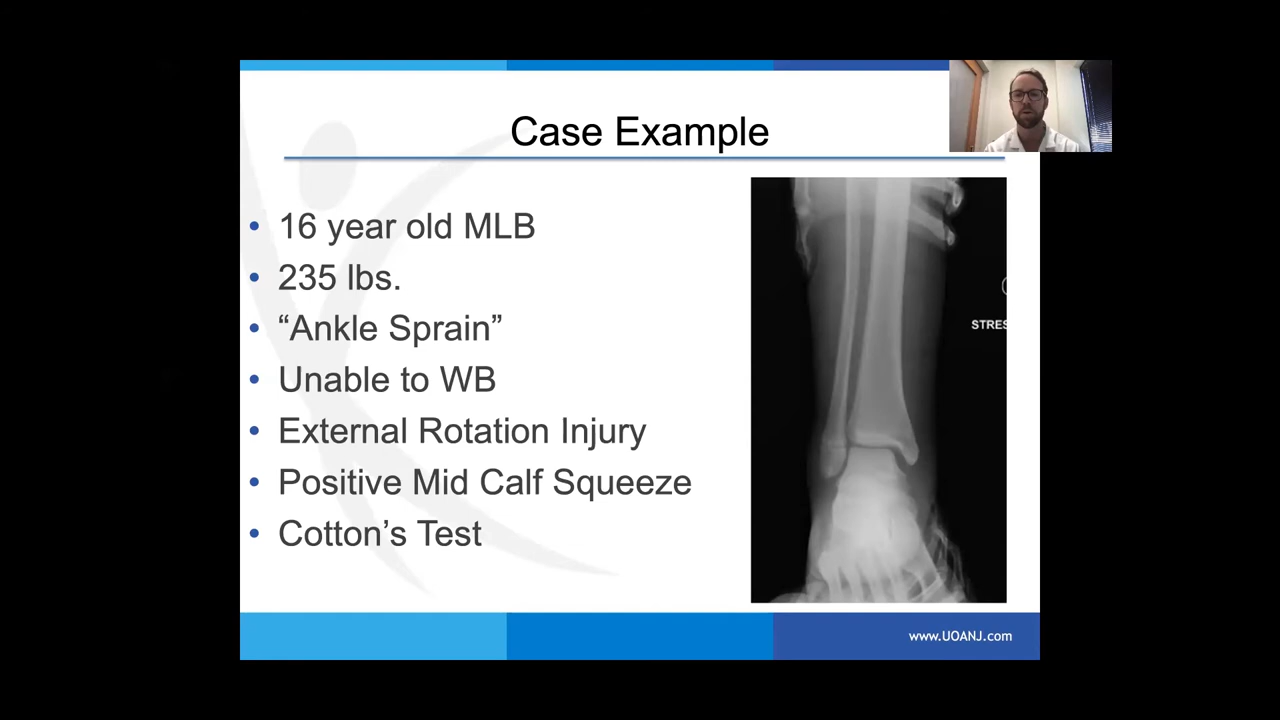 Case Example
• 16 year old MLB
• 235 lbs.
• “Ankle Sprain”
• Unable to WB
• External Rotation Injury
• Positive Mid Calf Squeeze
• Cotton’s Test
STRES
www.UOANJ.com